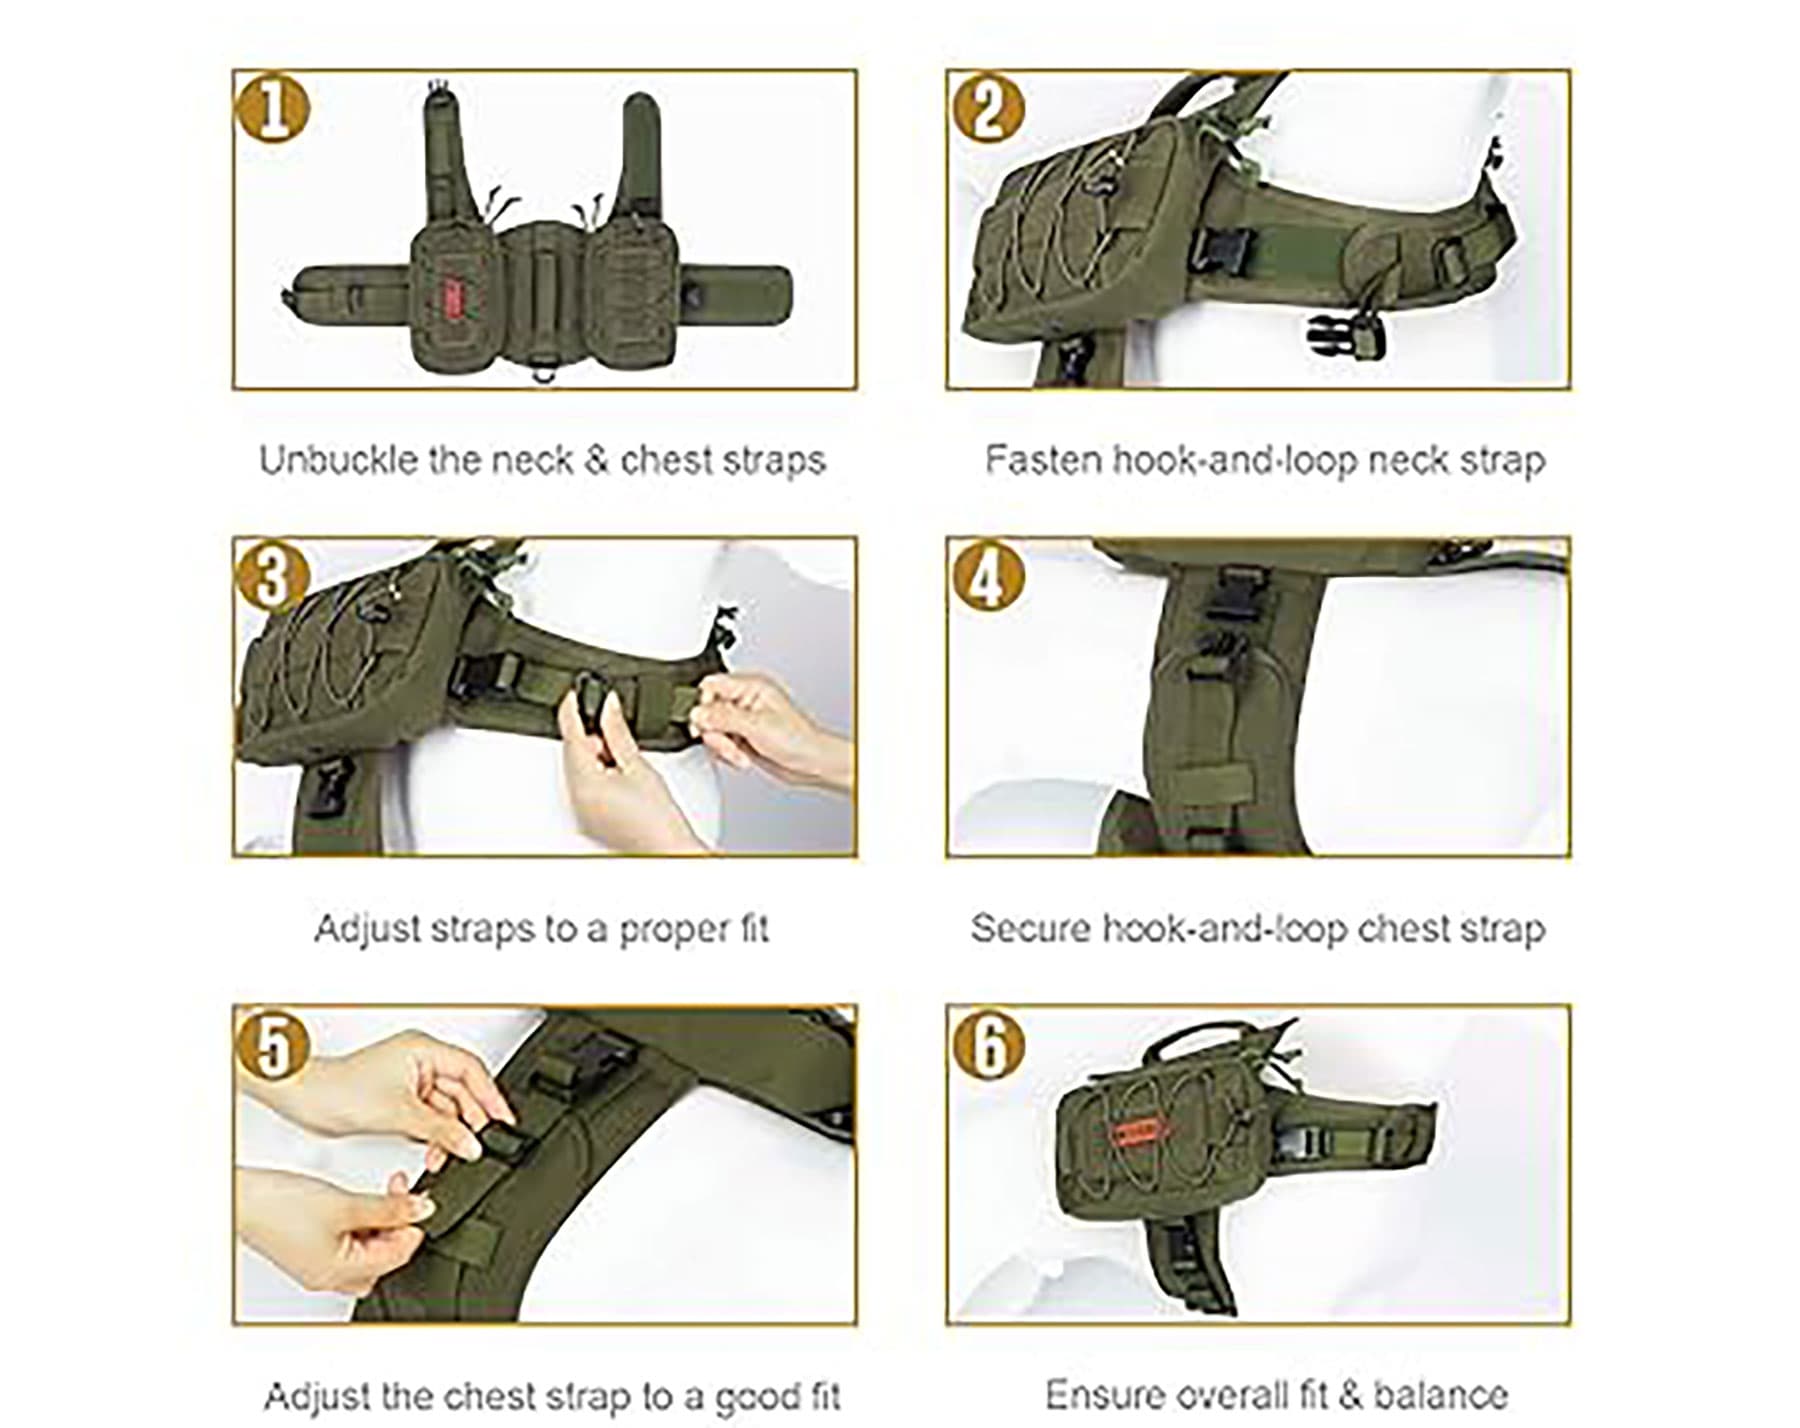 1
2
Unbuckle the neck & chest straps
Fasten hook-and-loop neck strap
3
4
Adjust straps to a proper fit
Secure hook-and-loop chest strap
5
6
Adjust the chest strap to a good fit
Ensure overall fit & balance